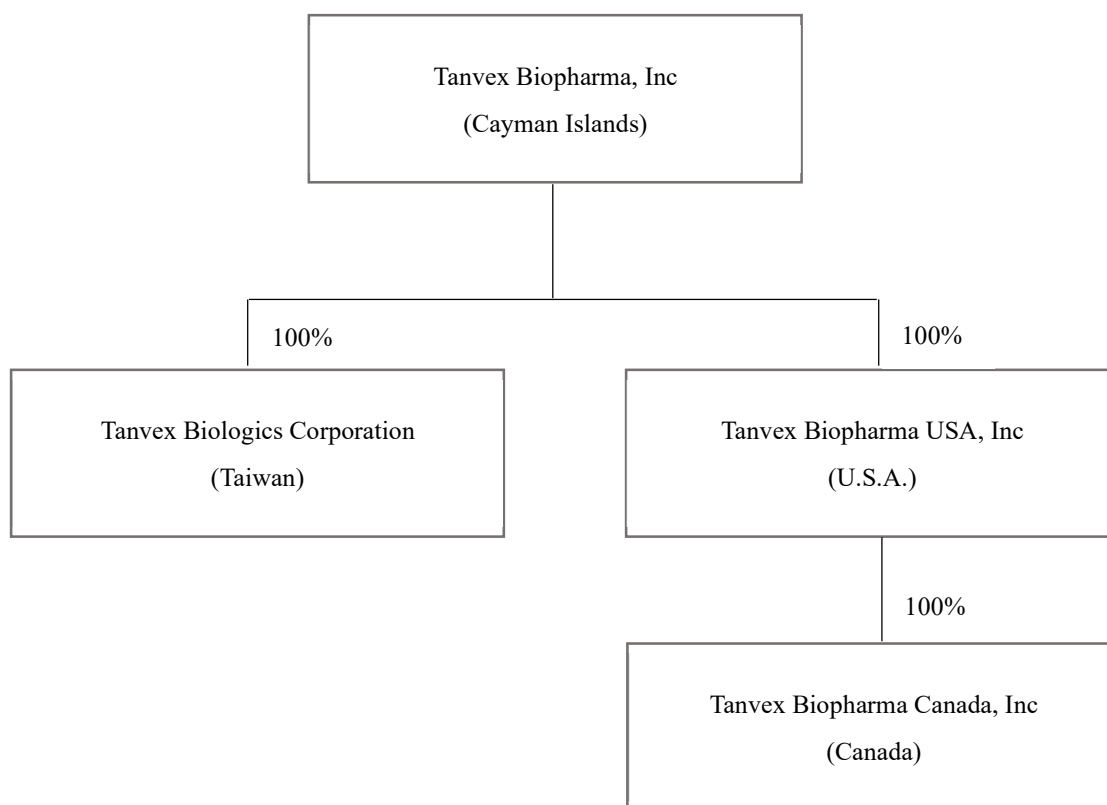 Tanvex Biopharma, Inc
(Cayman Islands)
100%
100%
Tanvex Biologics Corporation
(Taiwan)
Tanvex Biopharma USA, Inc
(U.S.A.)
100%
Tanvex Biopharma Canada, Inc
(Canada)